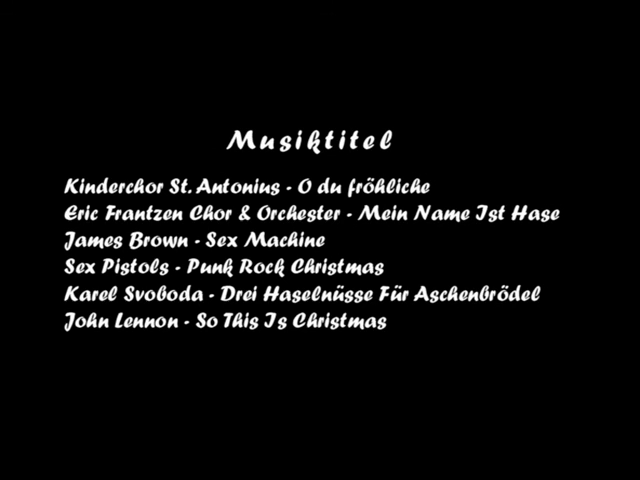 Musiktitel
Kinderchor St. Antonius - O du fröhliche
Eric Frantzen Chor & Orchester - Mein Name Ist Hase
James Brown - Sex Machine
Sex Pistols - Punk Rock Christmas
Karel Svoboda - Drei Haselnüsse Für Aschenbrödel
John Lennon - So This Is Christmas